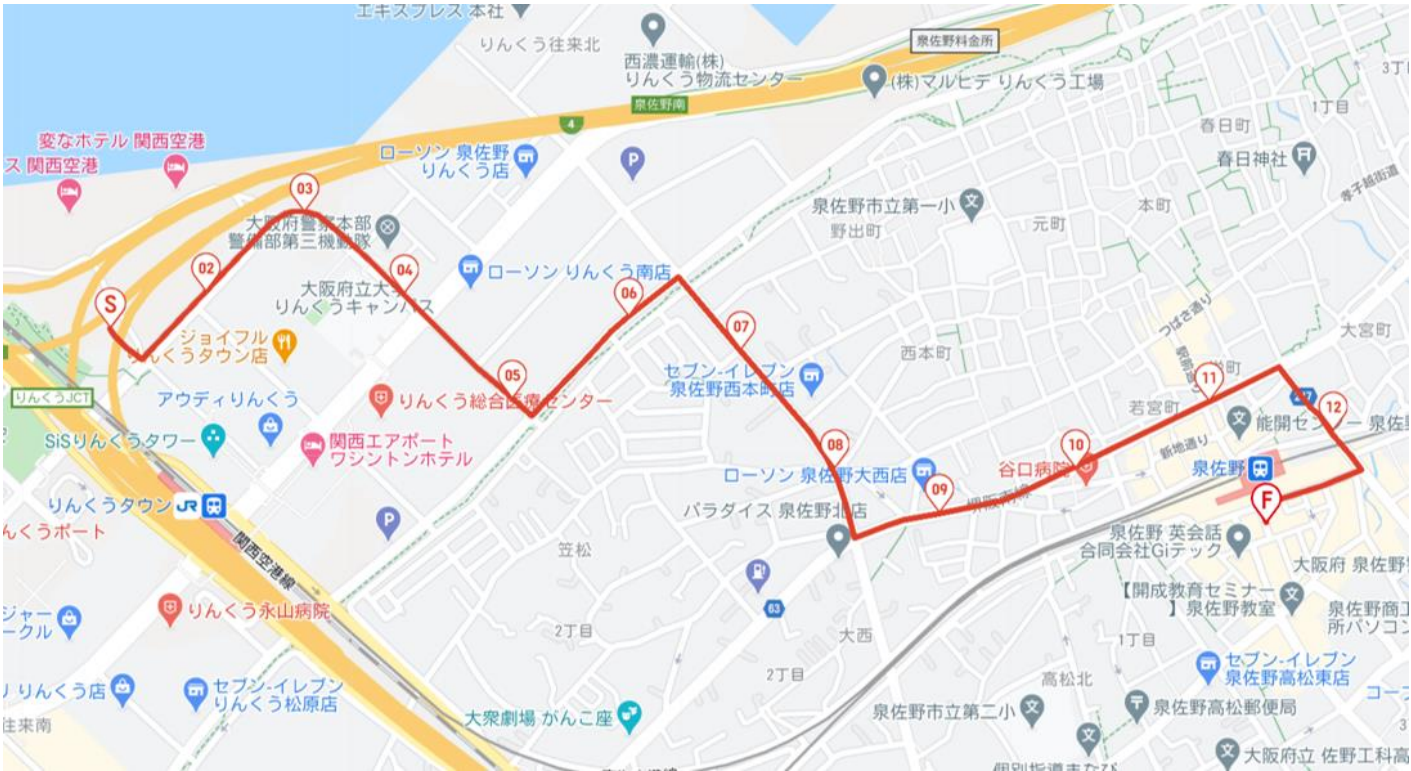 エキスプレス 本社
りんくう往来北
西濃運輸(株)
りんくう物流センター
泉佐野料金所
(株)マルヒデ りんくう工場
3丁目
泉佐野南
4
1丁目
春日町
変なホテル 関西空港
ス 関西空港
ローソン 泉佐野
りんくう店
P
春日神社
孝子越街道
03
大阪府警察本部
警備部第三機動隊
泉佐野市立第一小
野出町
本町
元町
02
04
ローソン りんくう南店
大阪府立大学
りんくうキャンパス
06
S
07
つばさ通り
駅前通り
大宮町
ジョイフル
りんくうタウン店
西本町
セブン-イレブン
泉佐野西本町店
りんくうJCT
アウディりんくう
05
りんくう総合医療センター
11
若宮町
12
能開センター 泉佐野
SiSりんくうタワー
関西エアポート
ワシントンホテル
08
10
新地通り
ローソン 泉佐野大西店
谷口病院
泉佐野
09
りんくうタウン
JR
F
んくうポート
P
パラダイス 泉佐野北店
泉佐野 英会話
合同会社Giテック
関西空港線
笠松
大阪府 泉佐野
【開成教育セミナー
】泉佐野教室
63
りんくう永山病院
ジャー
ークル
泉佐野商工
所パソコン
2丁目
大西
1丁目
2丁目
高松北
セブン-イレブン
泉佐野高松東店
リ りんくう店
セブン-イレブン
りんくう松原店
コープ
大衆劇場 がんこ座
泉佐野市立第二小
泉佐野高松郵便局
往来南
大阪府立 佐野工科高